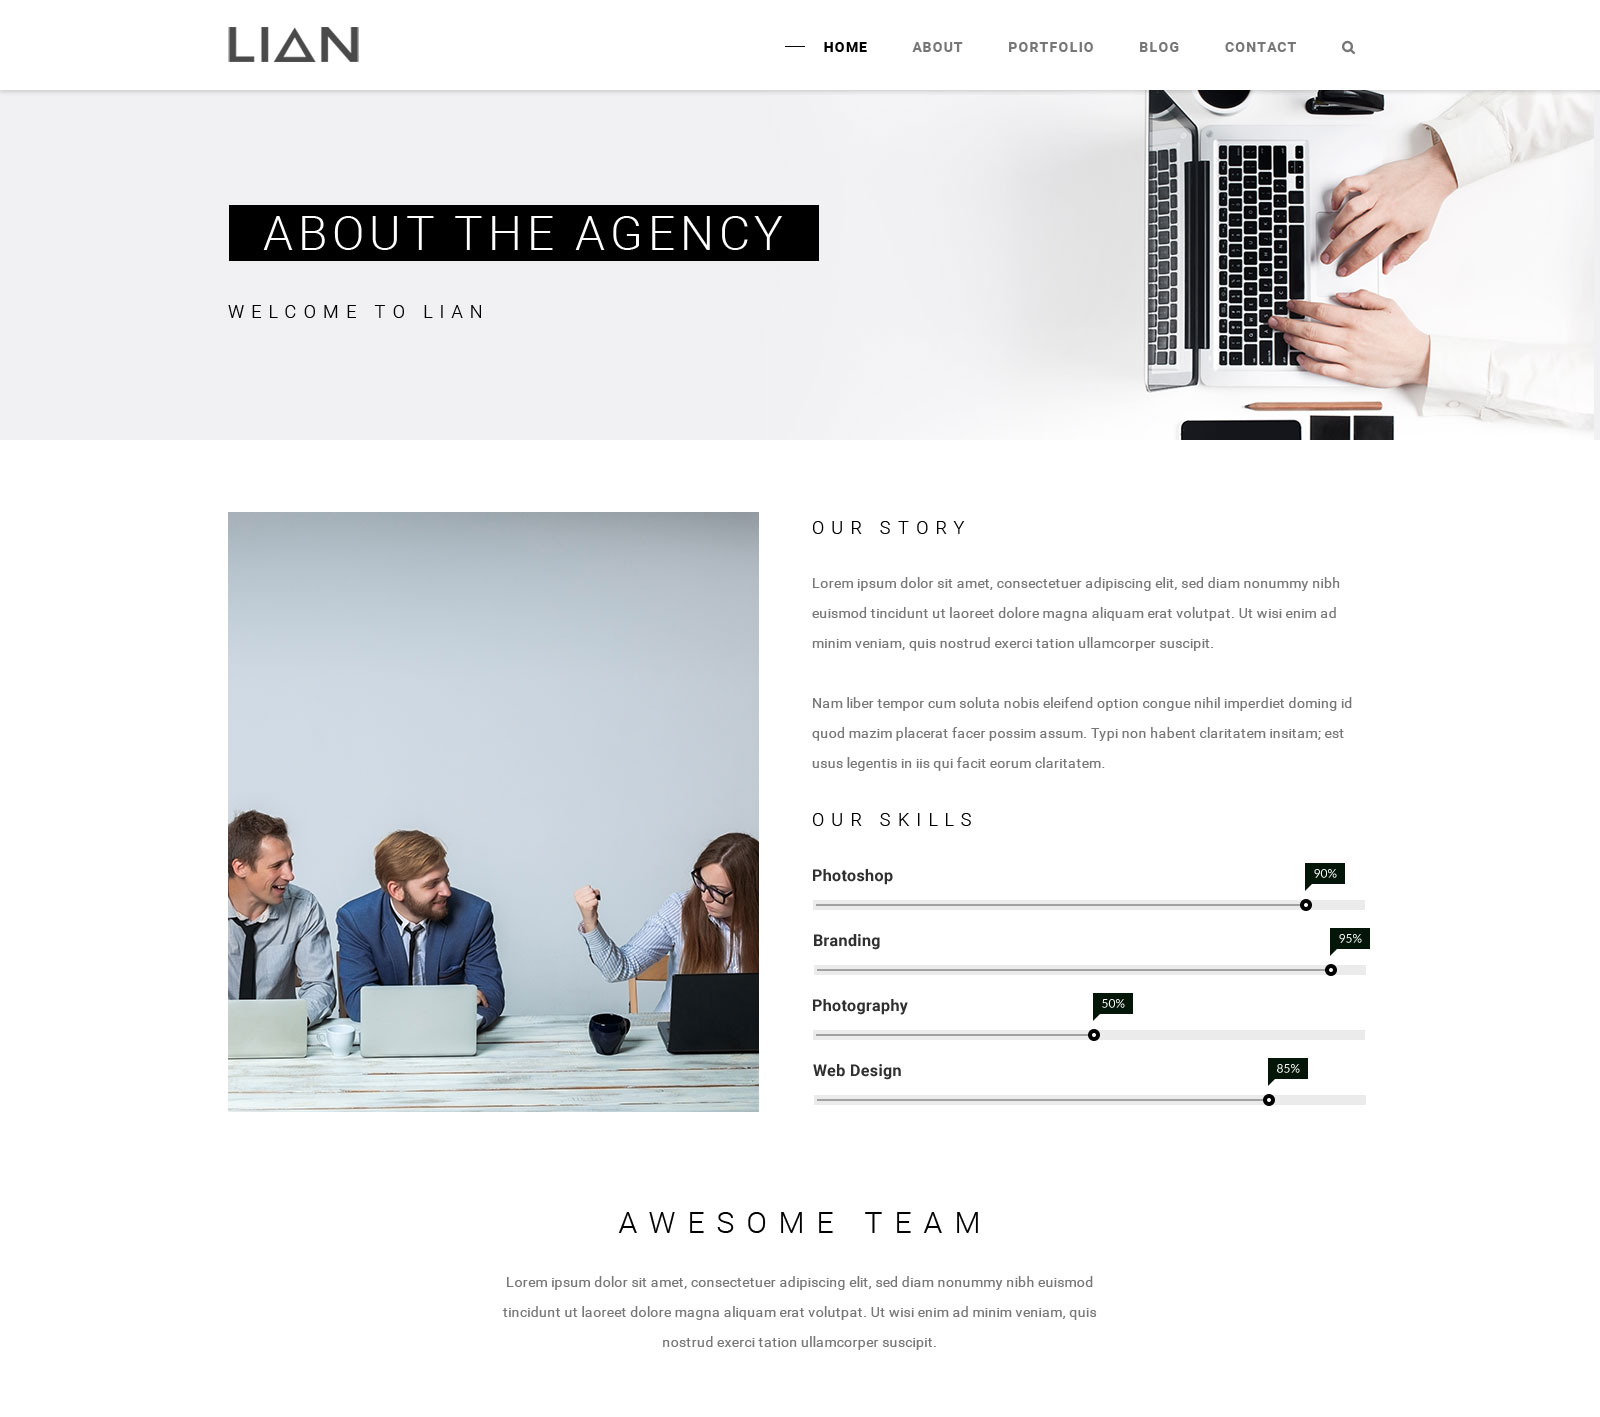 LIAN
HOME ABOUT PORTFOLIO BLOG CONTACT
ABOUT THE AGENCY
WELCOME TO LIAN
OUR STORY
Lorem ipsum dolor sit amet, consectetuer adipiscing elit, sed diam nonummy nibh
euismod tincidunt ut laoreet dolore magna aliquam erat volutpat. Ut wisi enim ad
minim veniam, quis nostrud exerci tation ullamcorper suscipit.
Nam liber tempor cum soluta nobis eleifend option congue nihil imperdiet doming id
quod mazim placerat facer possim assum. Typi non habent claritatem insitam; est
usus legentis in iis qui facit eorum claritatem.
OUR SKILLS
Photoshop 90%
Branding 95%
Photography 50%
Web Design 85%
AWESOME TEAM
Lorem ipsum dolor sit amet, consectetuer adipiscing elit, sed diam nonummy nibh euismod
tincidunt ut laoreet dolore magna aliquam erat volutpat. Ut wisi enim ad minim veniam, quis
nostrud exerci tation ullamcorper suscipit.